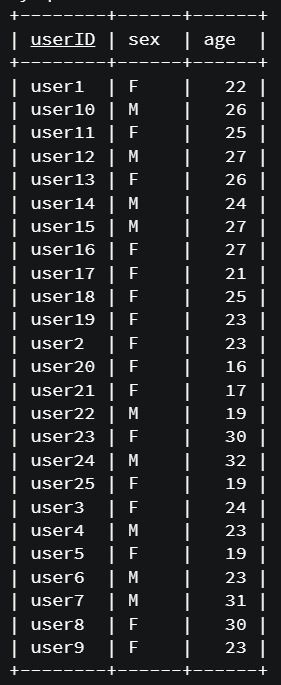 +--------+------+------+
| userID | sex  | age  |
+--------+------+------+
| user1  | F    |   22 |
| user10 | M    |   26 |
| user11 | F    |   25 |
| user12 | M    |   27 |
| user13 | F    |   26 |
| user14 | M    |   24 |
| user15 | M    |   27 |
| user16 | F    |   27 |
| user17 | F    |   21 |
| user18 | F    |   25 |
| user19 | F    |   23 |
| user2  | F    |   23 |
| user20 | F    |   16 |
| user21 | F    |   17 |
| user22 | M    |   19 |
| user23 | F    |   30 |
| user24 | M    |   32 |
| user25 | F    |   19 |
| user3  | F    |   24 |
| user4  | M    |   23 |
| user5  | F    |   19 |
| user6  | M    |   23 |
| user7  | M    |   31 |
| user8  | F    |   30 |
| user9  | F    |   23 |
+--------+------+------+